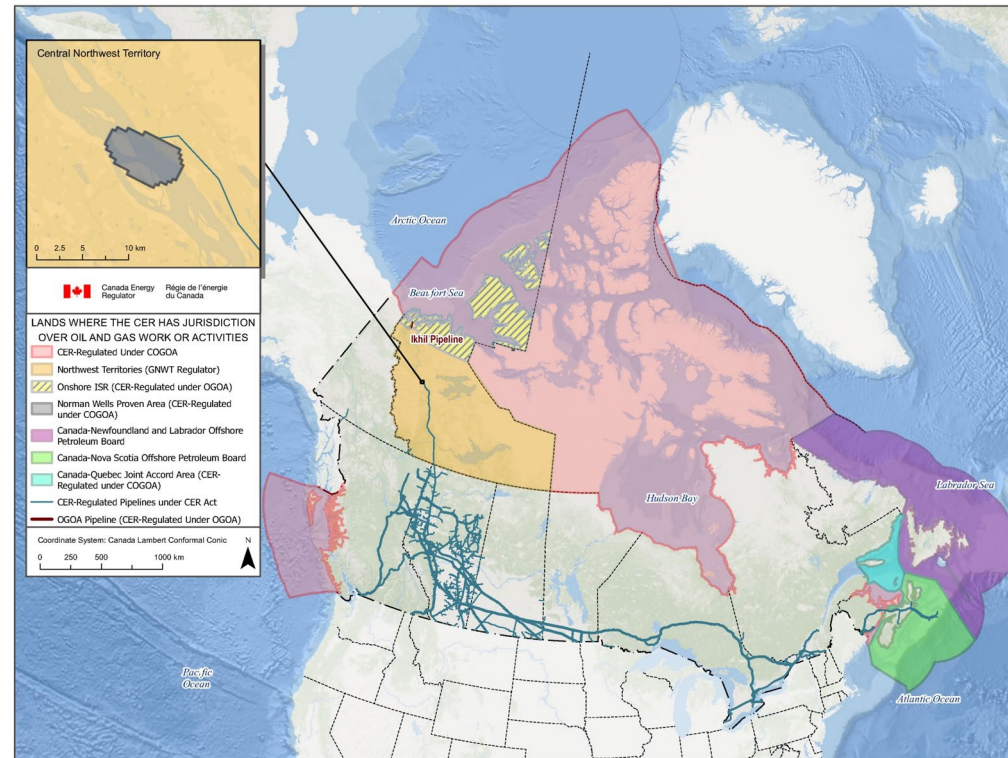 Central Northwest Territory
0 2.5 5 10 km
Canada Energy Régie de l'énergie
Regulator du Canada
LANDS WHERE THE CER HAS JURISDICTION
OVER OIL AND GAS WORK OR ACTIVITIES
CER-Regulated Under COGOA
Northwest Territories (GNWT Regulator)
Onshore ISR (CER-Regulated under OGOA)
Norman Wells Proven Area (CER-Regulated
under COGOA)
Canada-Newfoundland and Labrador Offshore
Petroleum Board
Canada-Nova Scotia Offshore Petroleum Board
Canada-Quebec Joint Accord Area (CER-
Regulated under COGOA)
CER-Regulated Pipelines under CER Act
OGOA Pipeline (CER-Regulated Under OGOA)
Coordinate System: Canada Lambert Conformal Conic
N
0 250 500 1000 km
Arctic Ocean
Beaufort Sea
Ikhil Pipeline
Hudson Bay
Labrador Sea
Pacific
Ocean
Atlantic Ocean